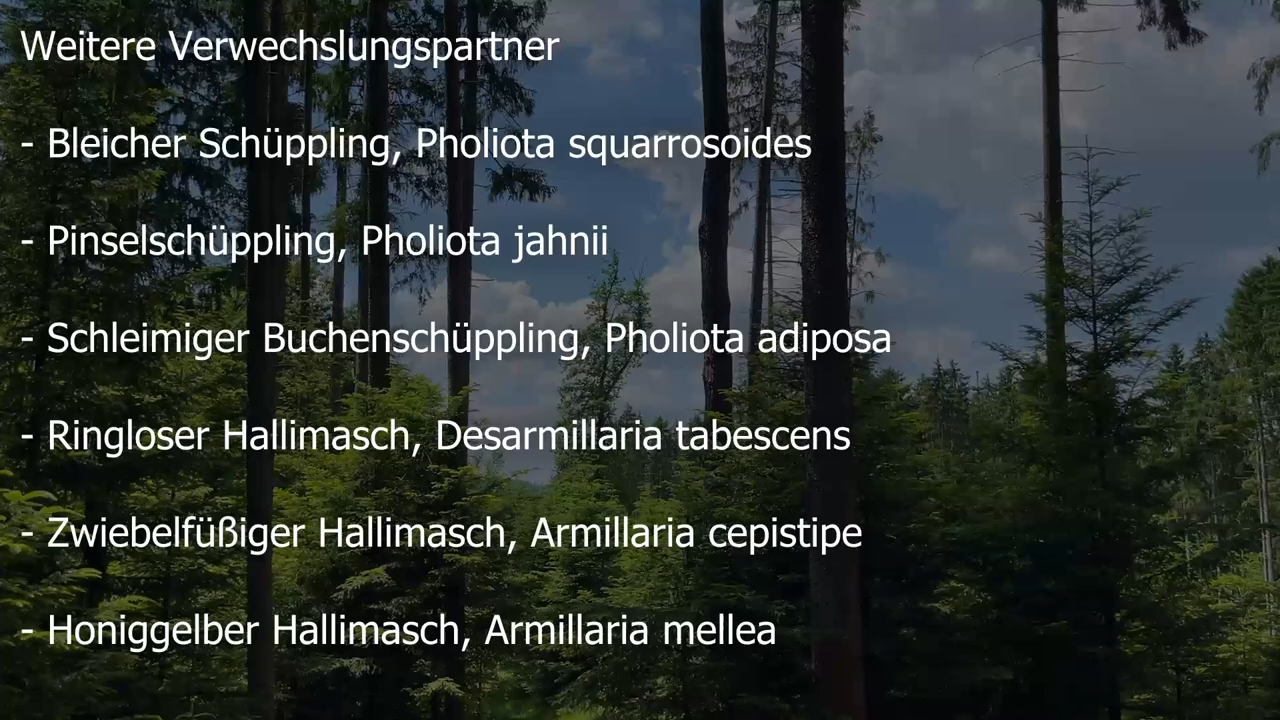 Weitere Verwechslungspartner
- Bleicher Schüppling, Pholiota squarrosoides
- Pinselschüppling, Pholiota jahnii
- Schleimiger Buchenschüppling, Pholiota adiposa
- Ringloser Hallimasch, Desarmillaria tabescens
- Zwiebelfüßiger Hallimasch, Armillaria cepistipe
- Honiggelber Hallimasch, Armillaria mellea